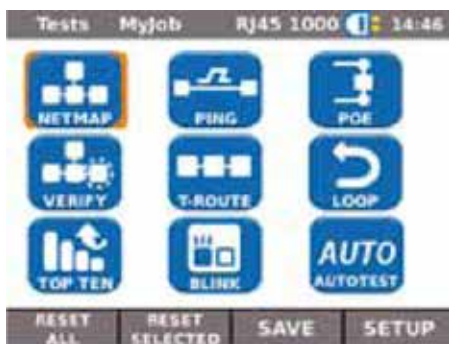 Tests MyJob RJ45 1000 14:46
NETMAP PING POE
VERIFY T-ROUTE LOOP
TOP TEN BLINK AUTO
AUTOTEST
RESET ALL RESET SELECTED SAVE SETUP